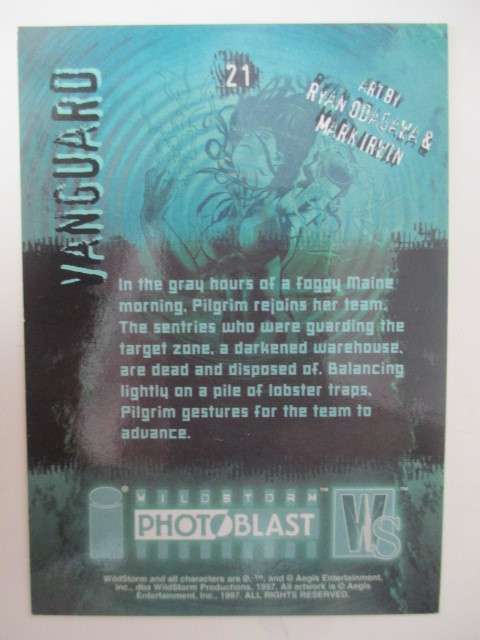 VANGUARD
21
ART BY
RYAN ODAGAWA &
MARK IRWIN
In the gray hours of a foggy Maine
morning, Pilgrim rejoins her team.
The sentries who were guarding the
target zone, a darkened warehouse,
are dead and disposed of. Balancing
lightly on a pile of lobster traps,
Pilgrim gestures for the team to
advance.
WILDSTORM™
PHOTOBLAST
WS™
WildStorm and all characters are ®, ™, and © Aegis Entertainment,
Inc., dba WildStorm Productions, 1997. All artwork is © Aegis
Entertainment, Inc., 1997. ALL RIGHTS RESERVED.